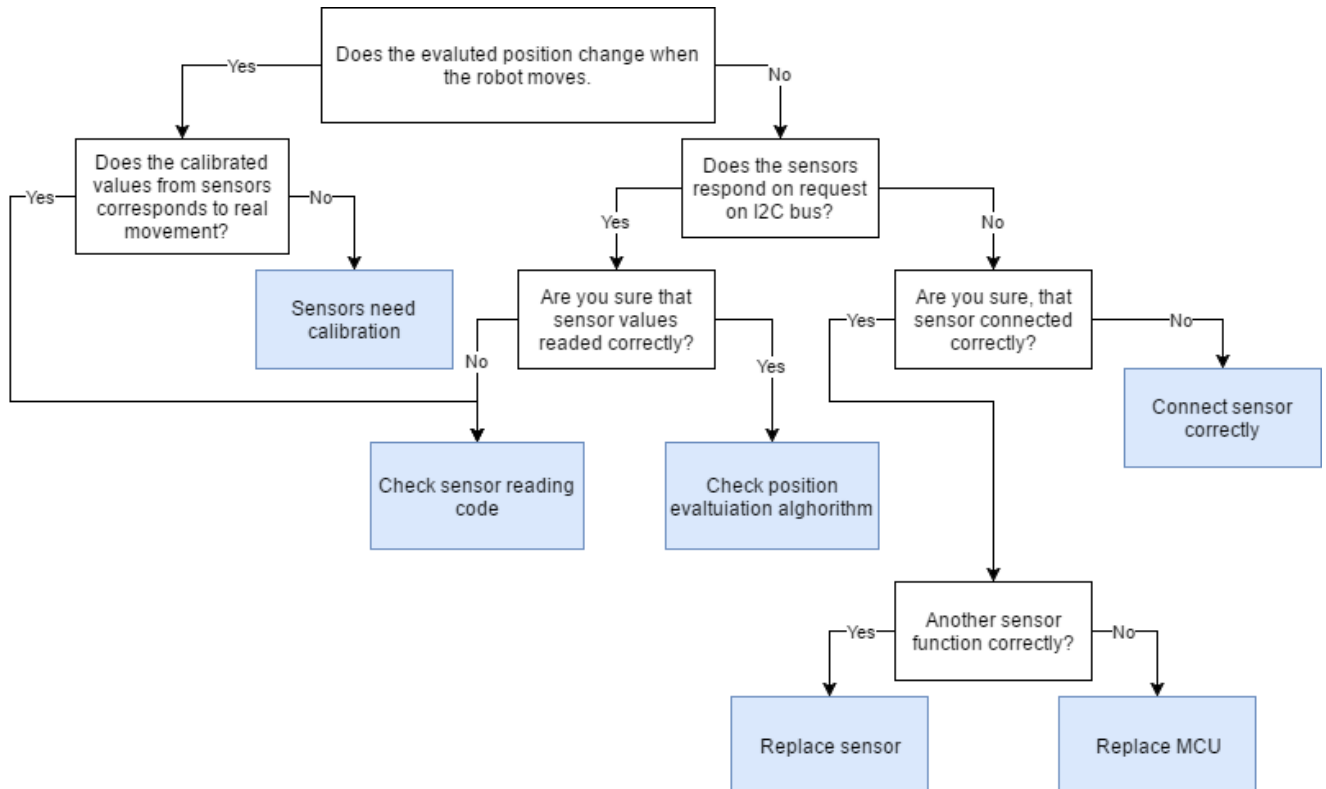 Does the evaluted position change when
the robot moves.
Yes
No
Does the calibrated
values from sensors
corresponds to real
movement?
Does the sensors
respond on request
on I2C bus?
Yes
No
Yes
No
Sensors need
calibration
Are you sure that
sensor values
readed correctly?
Are you sure, that
sensor connected
correctly?
No
Yes
Yes
No
Check sensor reading
code
Check position
evaltuiation alghorithm
Connect sensor
correctly
Another sensor
function correctly?
Yes
No
Replace sensor
Replace MCU